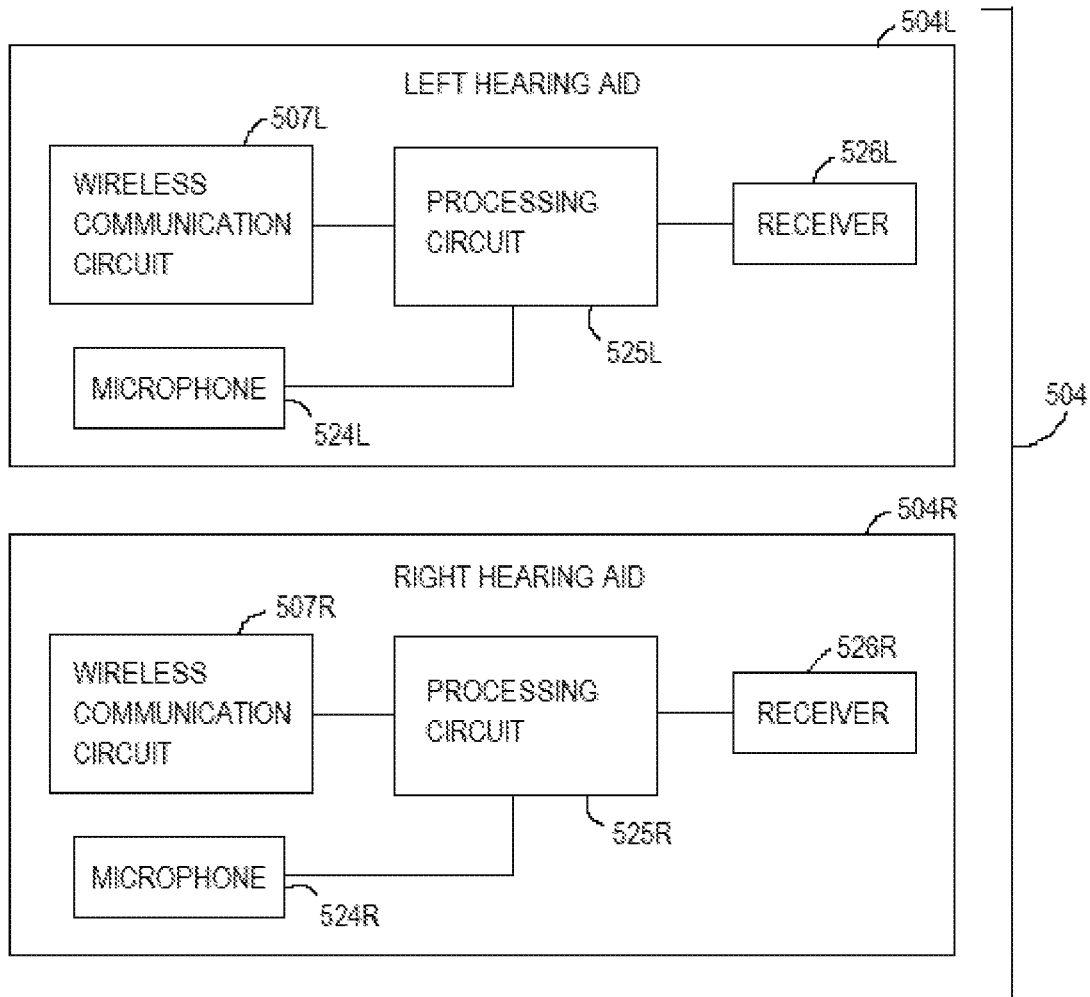 504L
LEFT HEARING AID
507L
WIRELESS
COMMUNICATION
CIRCUIT
PROCESSING
CIRCUIT
526L
RECEIVER
525L
MICROPHONE
524L
504
504R
RIGHT HEARING AID
507R
WIRELESS
COMMUNICATION
CIRCUIT
PROCESSING
CIRCUIT
526R
RECEIVER
525R
MICROPHONE
524R